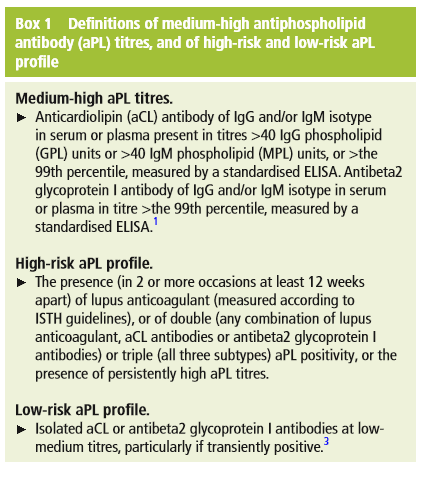 Box 1 Definitions of medium-high antiphospholipid
antibody (aPL) titres, and of high-risk and low-risk aPL
profile
Medium-high aPL titres.
► Anticardiolipin (aCL) antibody of IgG and/or IgM isotype
in serum or plasma present in titres >40 IgG phospholipid
(GPL) units or >40 IgM phospholipid (MPL) units, or >the
99th percentile, measured by a standardised ELISA. Antibeta2
glycoprotein I antibody of IgG and/or IgM isotype in serum
or plasma in titre >the 99th percentile, measured by a
standardised ELISA.1
High-risk aPL profile.
► The presence (in 2 or more occasions at least 12 weeks
apart) of lupus anticoagulant (measured according to
ISTH guidelines), or of double (any combination of lupus
anticoagulant, aCL antibodies or antibeta2 glycoprotein I
antibodies) or triple (all three subtypes) aPL positivity, or the
presence of persistently high aPL titres.
Low-risk aPL profile.
► Isolated aCL or antibeta2 glycoprotein I antibodies at low-
medium titres, particularly if transiently positive.3